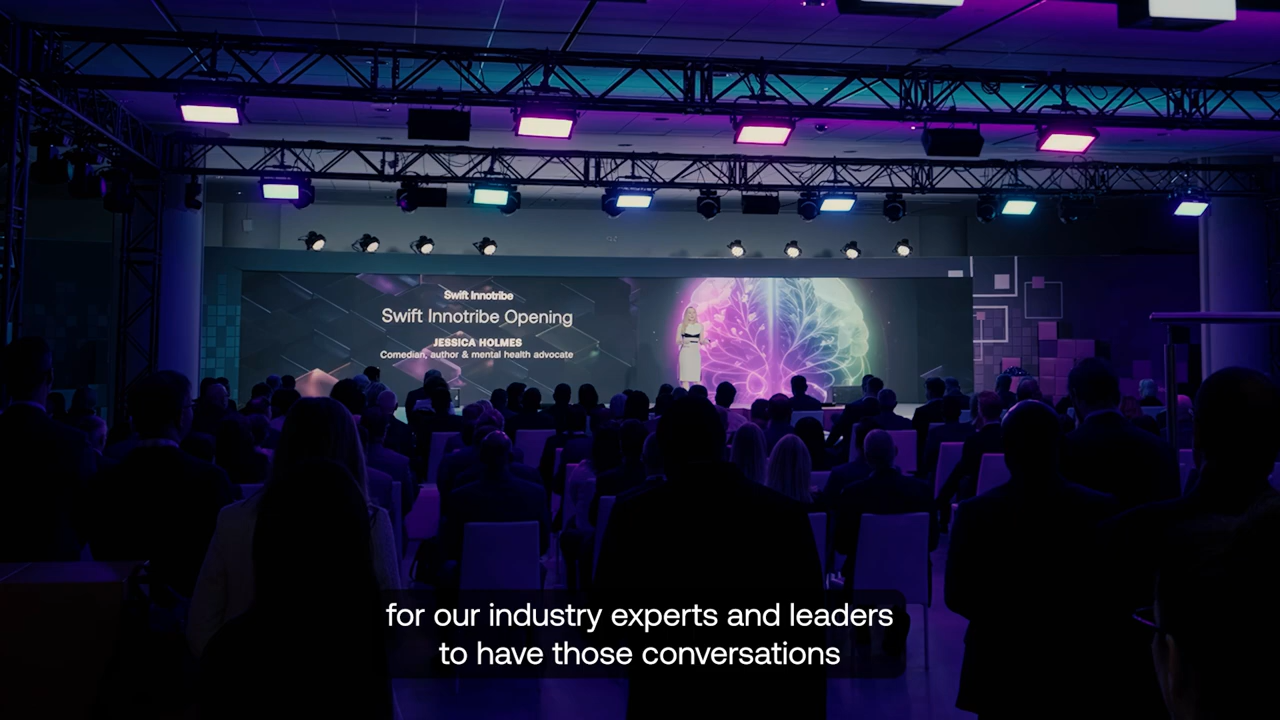 Swift Innotribe
Swift Innotribe Opening
JESSICA HOLMES
Comedian, author & mental health advocate
for our industry experts and leaders
to have those conversations